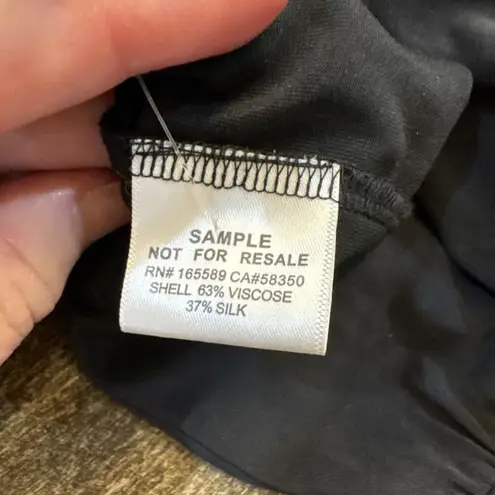 SAMPLE
NOT FOR RESALE
RN# 165589 CA#58350
SHELL 63% VISCOSE
37% SILK